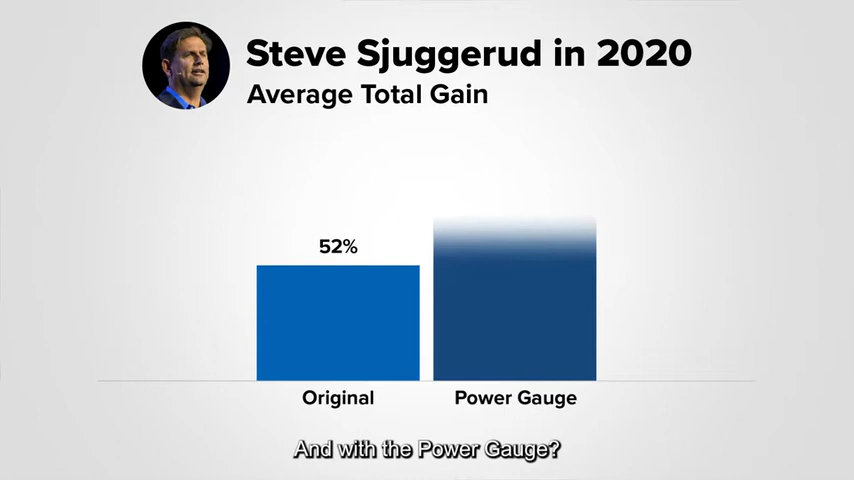 Steve Sjuggerud in 2020
Average Total Gain
52%
Original
Power Gauge
And with the Power Gauge?